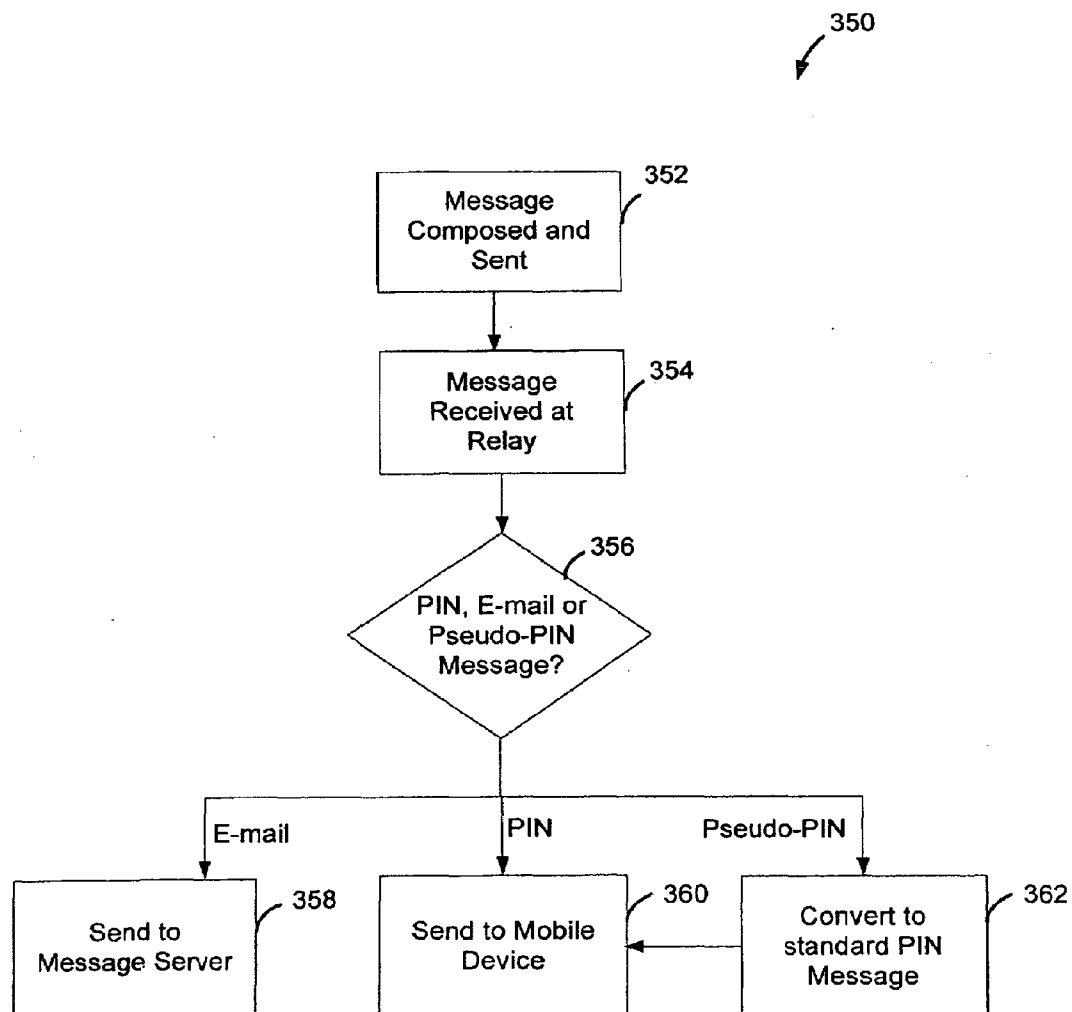 350
352
Message
Composed and
Sent
354
Message
Received at
Relay
356
PIN, E-mail or
Pseudo-PIN
Message?
E-mail
PIN
Pseudo-PIN
358
Send to
Message Server
360
Send to Mobile
Device
362
Convert to
standard PIN
Message